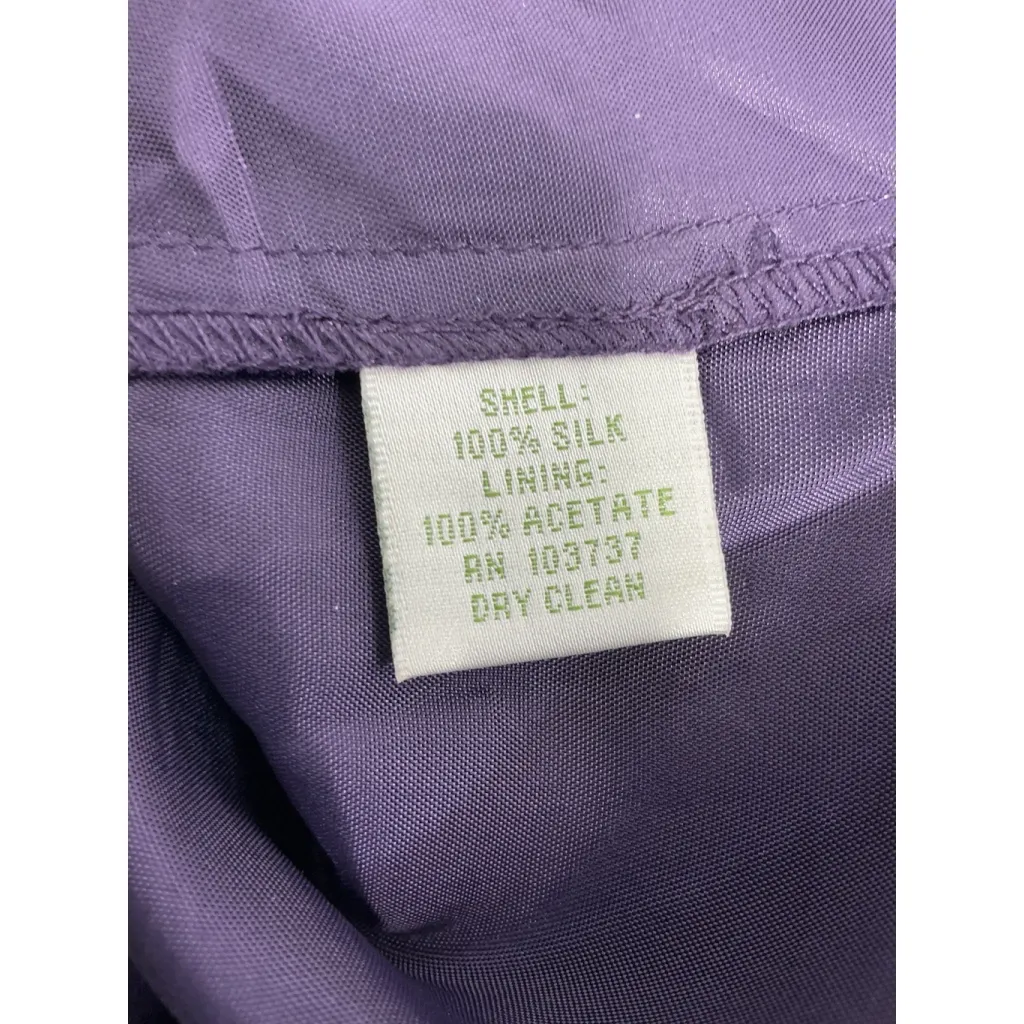 SHELL:
100% SILK
LINING:
100% ACETATE
RN 103737
DRY CLEAN